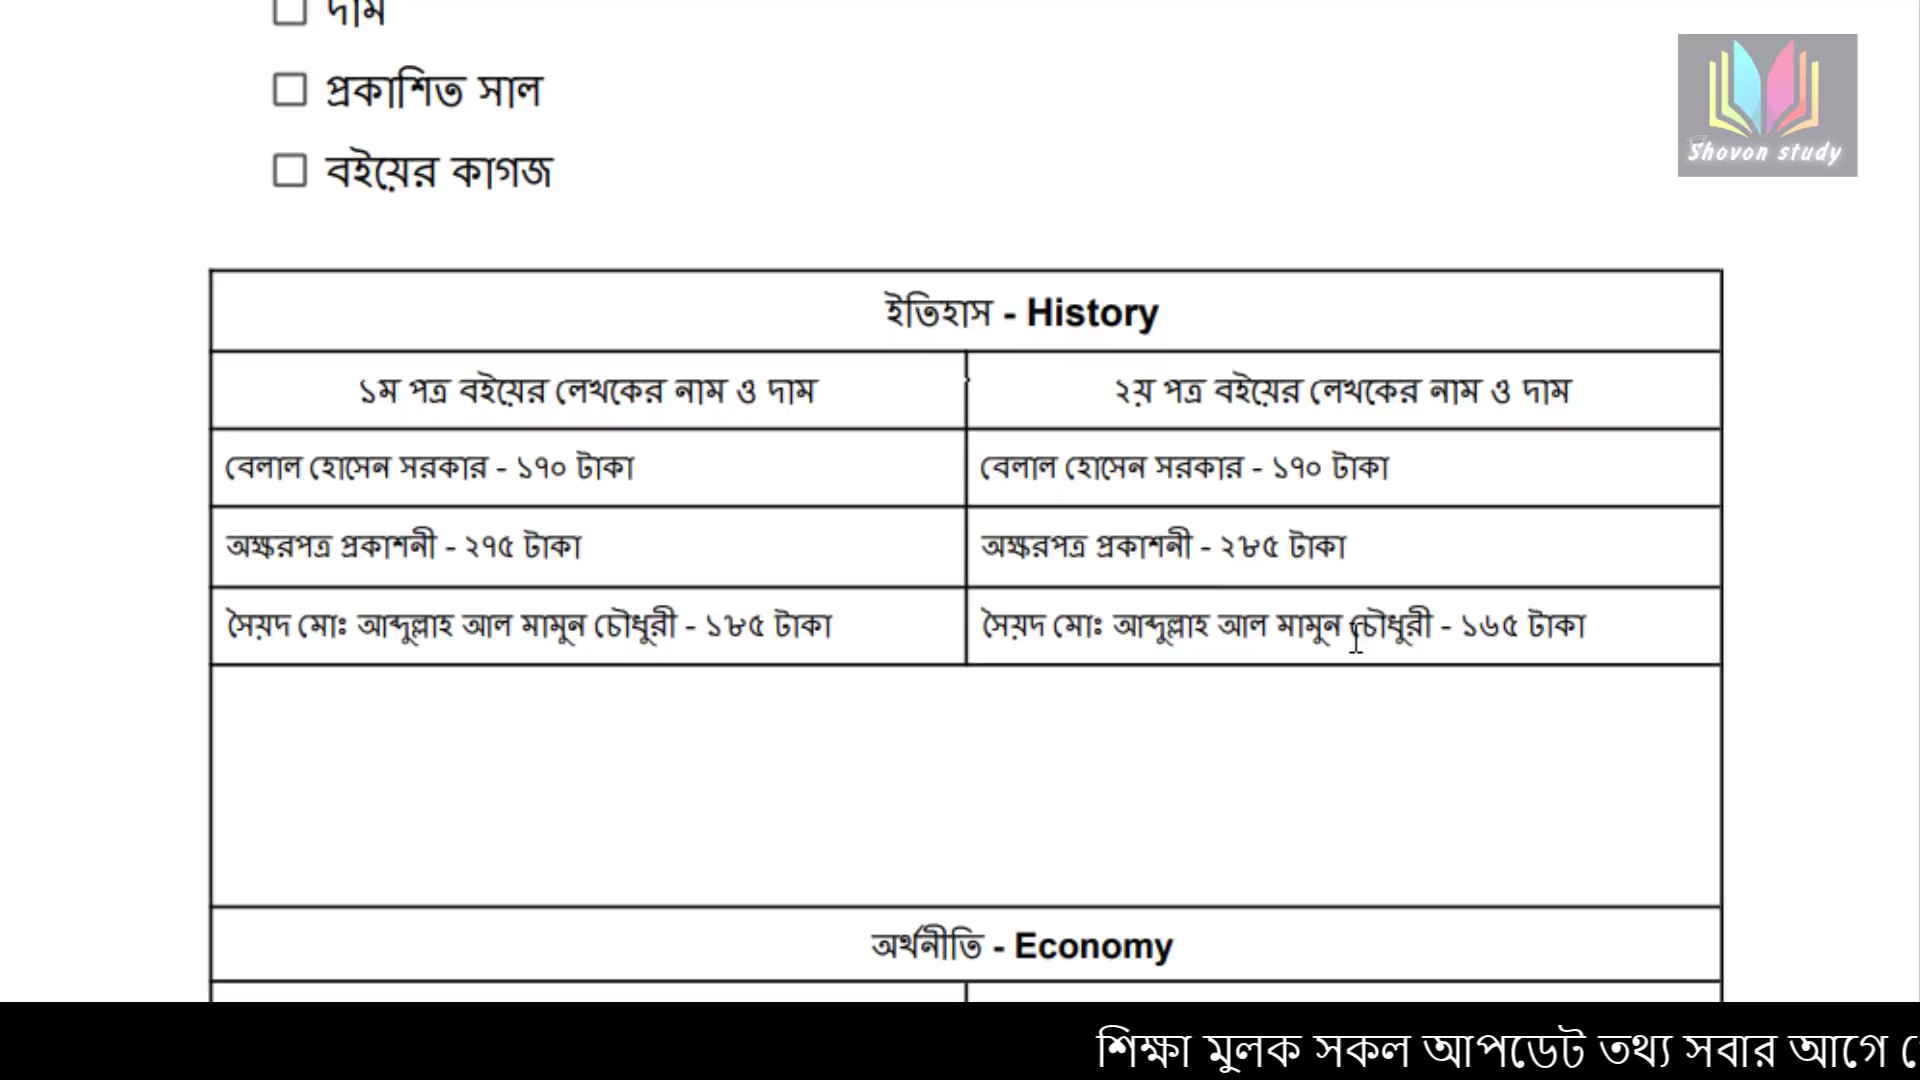 দাম
প্রকাশিত সাল
বইয়ের কাগজ
Shovon study
ইতিহাস - History
১ম পত্র বইয়ের লেখকের নাম ও দাম
২য় পত্র বইয়ের লেখকের নাম ও দাম
বেলাল হোসেন সরকার - ১৭০ টাকা
বেলাল হোসেন সরকার - ১৭০ টাকা
অক্ষরপত্র প্রকাশনী - ২৭৫ টাকা
অক্ষরপত্র প্রকাশনী - ২৮৫ টাকা
সৈয়দ মোঃ আব্দুল্লাহ আল মামুন চৌধুরী - ১৮৫ টাকা
সৈয়দ মোঃ আব্দুল্লাহ আল মামুন চৌধুরী - ১৬৫ টাকা
অর্থনীতি - Economy
শিক্ষা মুলক সকল আপডেট তথ্য সবার আগে